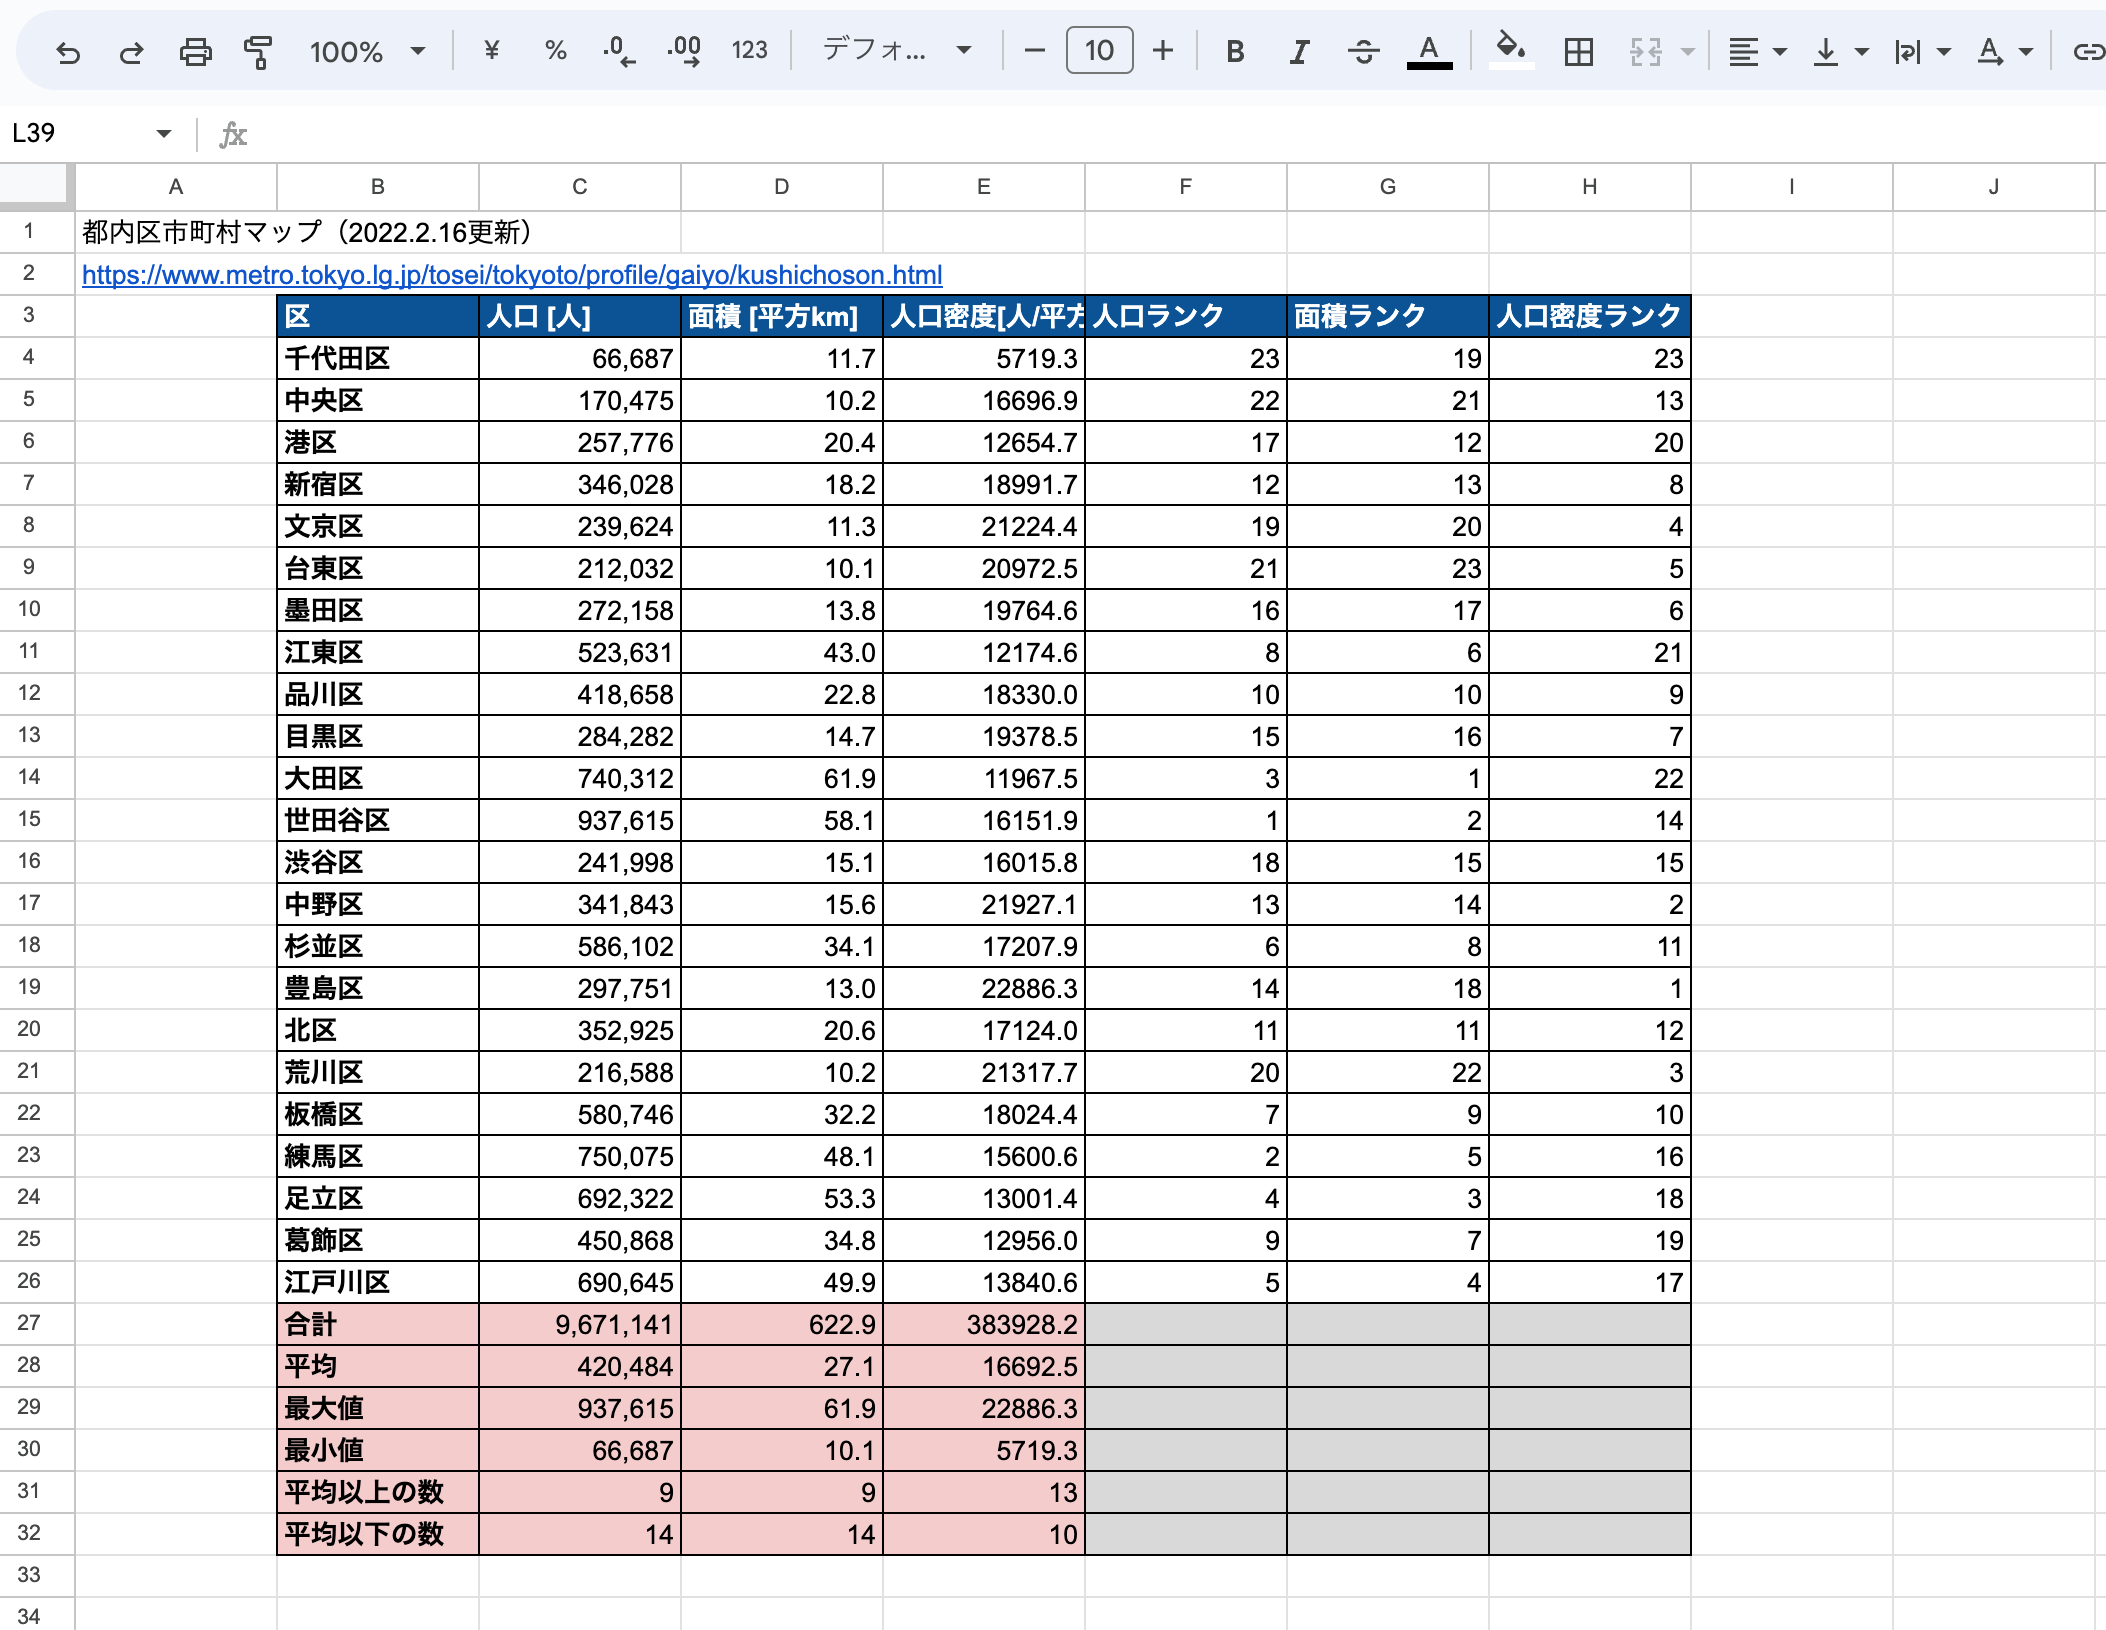 100% ¥ % .0 .00 123 デフォ... 10 B I A A
L39 fx
A B C D E F G H I J
1 都内区市町村マップ（2022.2.16更新）
2 https://www.metro.tokyo.lg.jp/tosei/tokyoto/profile/gaiyo/kushichoson.html
3 区 人口 [人] 面積 [平方km] 人口密度[人/平方 人口ランク 面積ランク 人口密度ランク
4 千代田区 66,687 11.7 5719.3 23 19 23
5 中央区 170,475 10.2 16696.9 22 21 13
6 港区 257,776 20.4 12654.7 17 12 20
7 新宿区 346,028 18.2 18991.7 12 13 8
8 文京区 239,624 11.3 21224.4 19 20 4
9 台東区 212,032 10.1 20972.5 21 23 5
10 墨田区 272,158 13.8 19764.6 16 17 6
11 江東区 523,631 43.0 12174.6 8 6 21
12 品川区 418,658 22.8 18330.0 10 10 9
13 目黒区 284,282 14.7 19378.5 15 16 7
14 大田区 740,312 61.9 11967.5 3 1 22
15 世田谷区 937,615 58.1 16151.9 1 2 14
16 渋谷区 241,998 15.1 16015.8 18 15 15
17 中野区 341,843 15.6 21927.1 13 14 2
18 杉並区 586,102 34.1 17207.9 6 8 11
19 豊島区 297,751 13.0 22886.3 14 18 1
20 北区 352,925 20.6 17124.0 11 11 12
21 荒川区 216,588 10.2 21317.7 20 22 3
22 板橋区 580,746 32.2 18024.4 7 9 10
23 練馬区 750,075 48.1 15600.6 2 5 16
24 足立区 692,322 53.3 13001.4 4 3 18
25 葛飾区 450,868 34.8 12956.0 9 7 19
26 江戸川区 690,645 49.9 13840.6 5 4 17
27 合計 9,671,141 622.9 383928.2
28 平均 420,484 27.1 16692.5
29 最大値 937,615 61.9 22886.3
30 最小値 66,687 10.1 5719.3
31 平均以上の数 9 9 13
32 平均以下の数 14 14 10
33
34